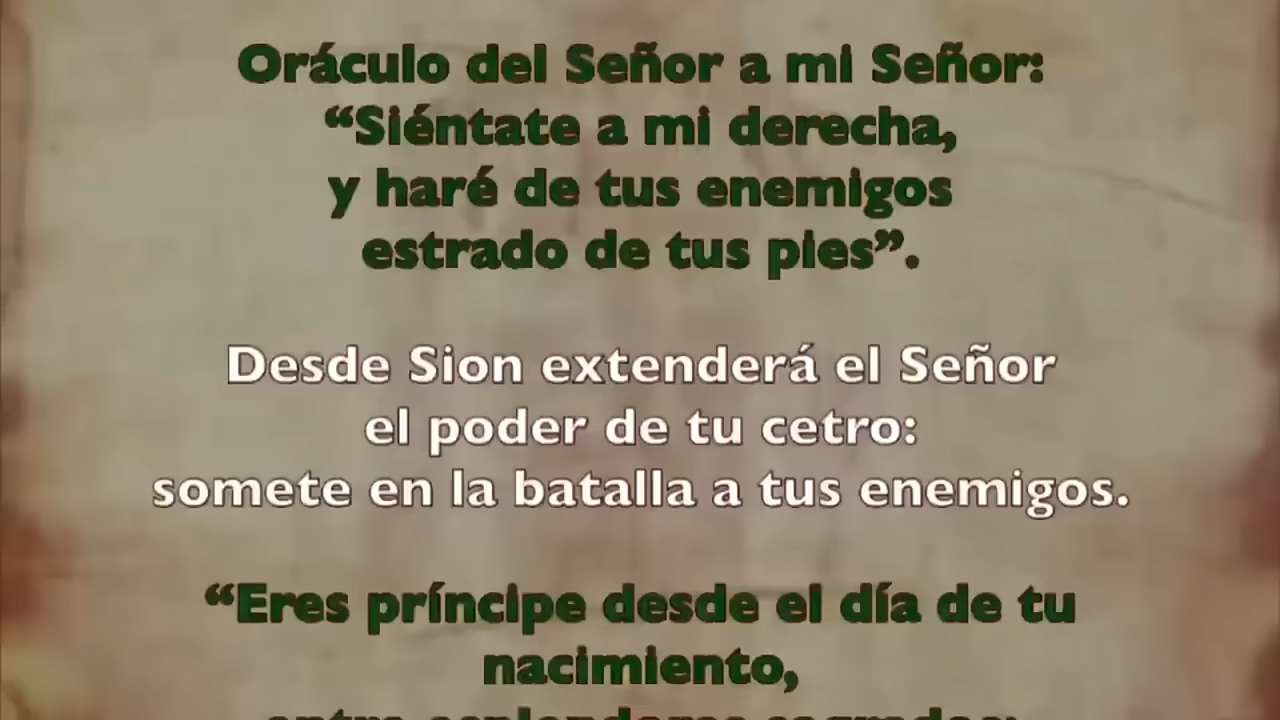 Oráculo del Señor a mi Señor:
“Siéntate a mi derecha,
y haré de tus enemigos
estrado de tus pies”.
Desde Sion extenderá el Señor
el poder de tu cetro:
somete en la batalla a tus enemigos.
“Eres príncipe desde el día de tu
nacimiento,